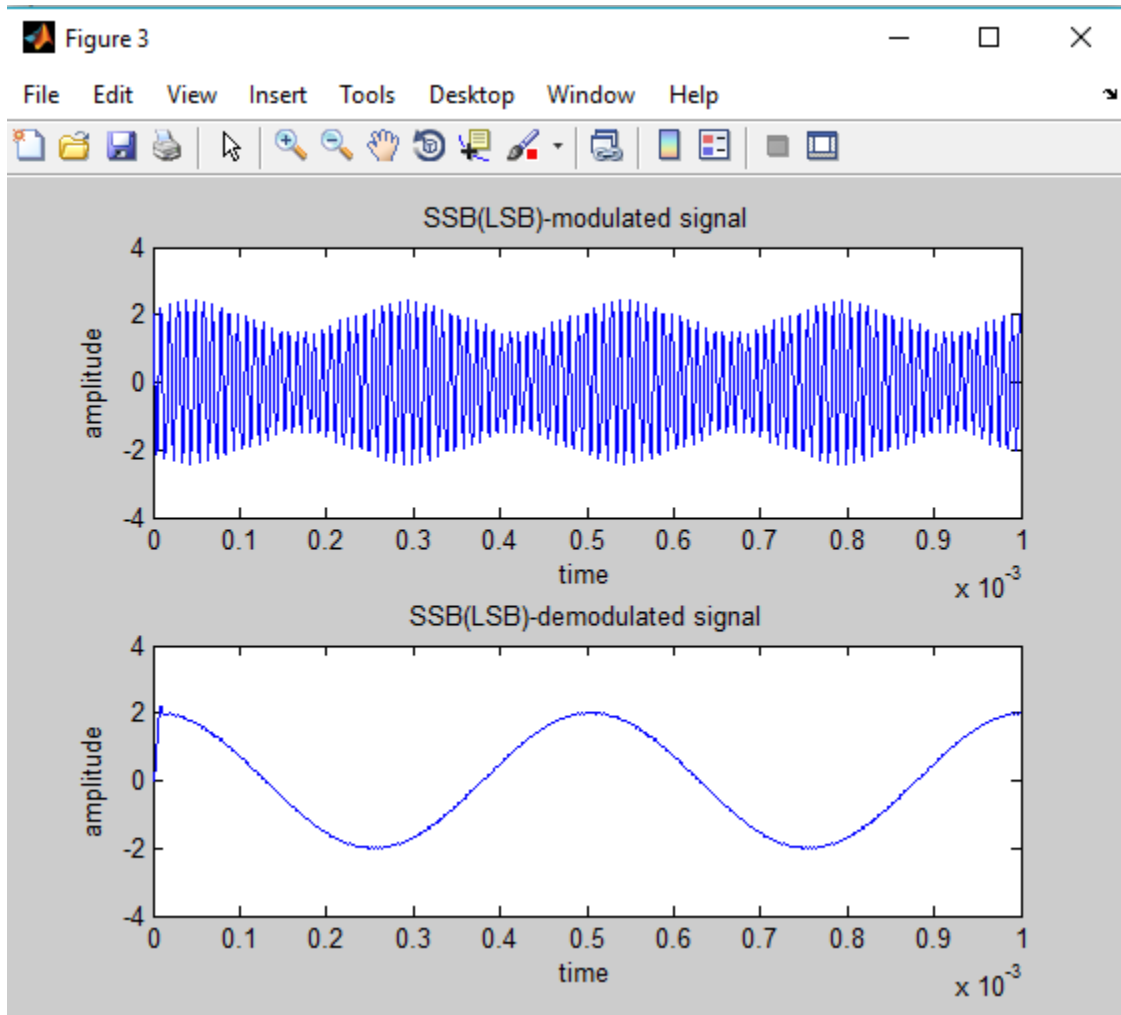 Figure 3
File Edit View Insert Tools Desktop Window Help
SSB(LSB)-modulated signal
4
2
0
-2
-4
amplitude
0 0.1 0.2 0.3 0.4 0.5 0.6 0.7 0.8 0.9 1
time
x 10^-3
SSB(LSB)-demodulated signal
4
2
0
-2
-4
amplitude
0 0.1 0.2 0.3 0.4 0.5 0.6 0.7 0.8 0.9 1
time
x 10^-3